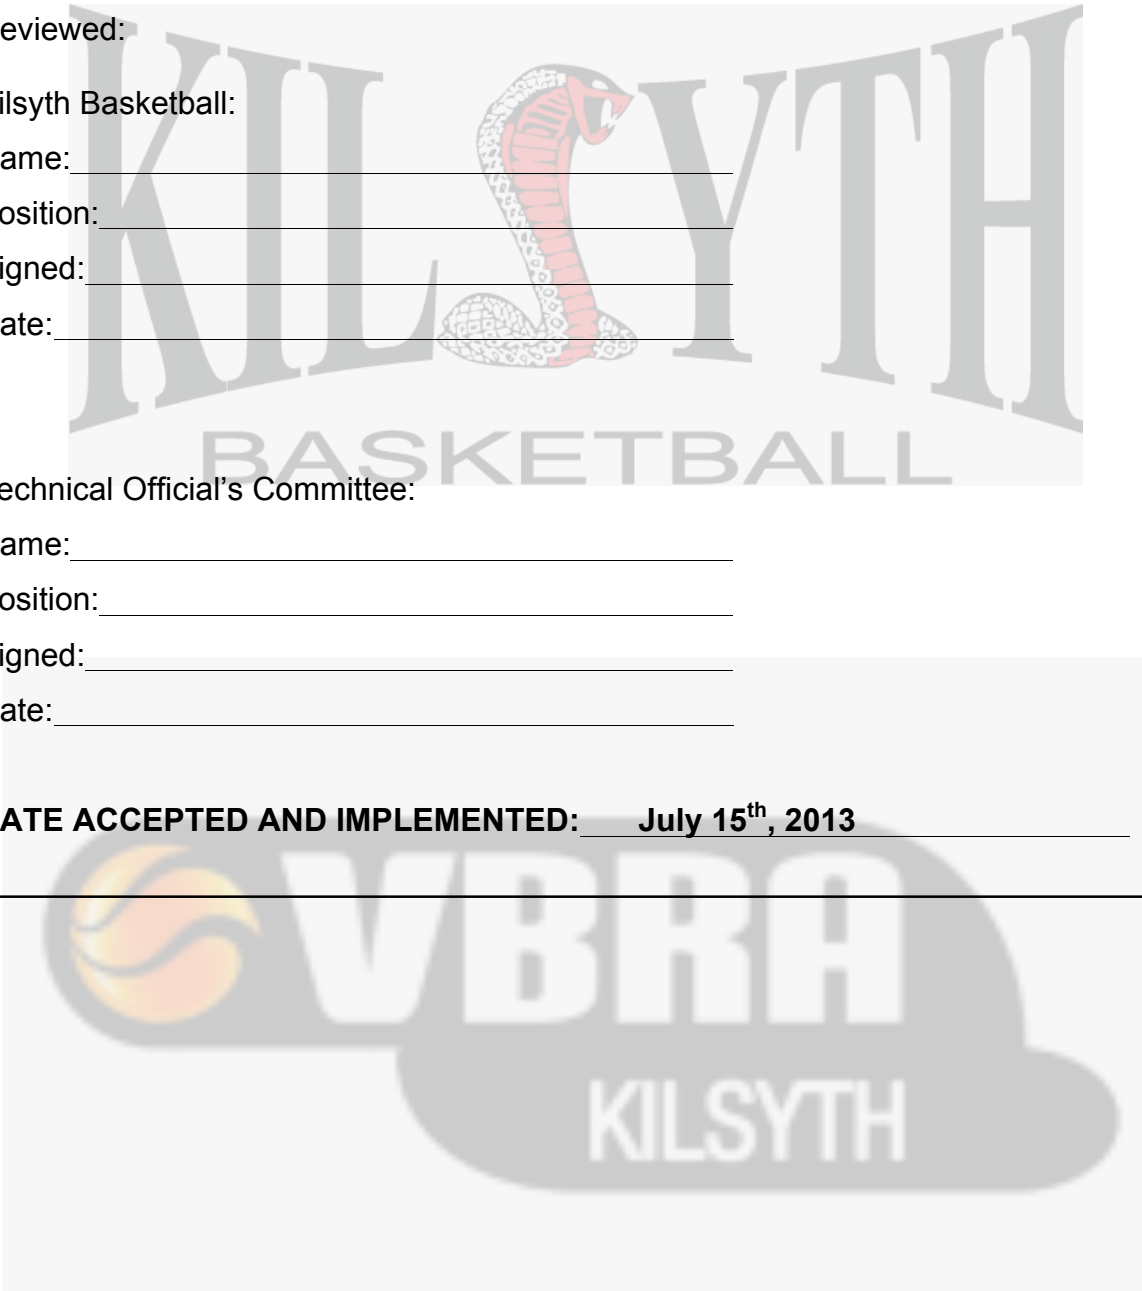 eviewed:
KILSYTH
ilsyth Basketball:
ame:
osition:
igned:
ate:
BASKETBALL
echnical Official’s Committee:
ame:
osition:
igned:
ate:
ATE ACCEPTED AND IMPLEMENTED: July 15th, 2013
VBRA
KILSYTH